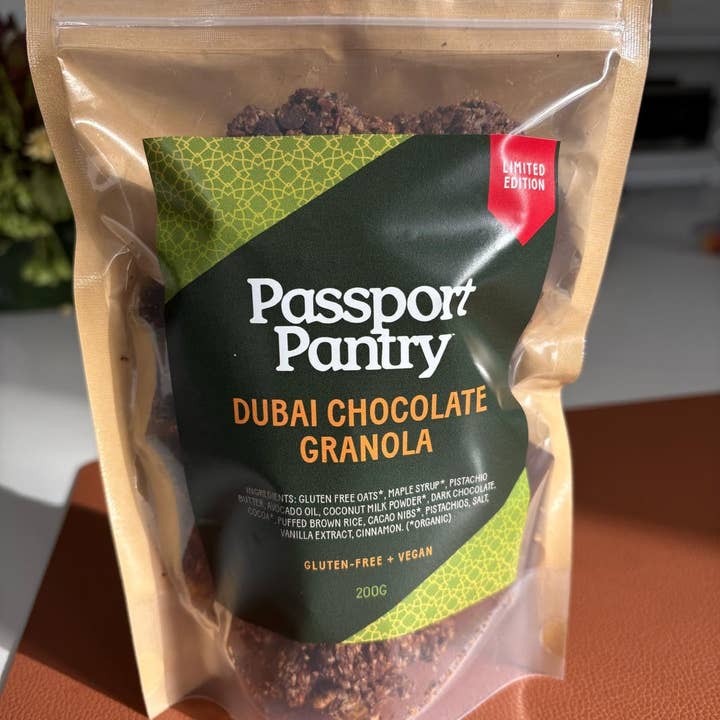 LIMITED
EDITION
Passport
Pantry
DUBAI CHOCOLATE
GRANOLA
INGREDIENTS: GLUTEN FREE OATS*, MAPLE SYRUP*, PISTACHIO
BUTTER, AVOCADO OIL, COCONUT MILK POWDER*, DARK CHOCOLATE,
COCOA*, PUFFED BROWN RICE, CACAO NIBS*, PISTACHIOS, SALT,
VANILLA EXTRACT, CINNAMON. (*ORGANIC)
GLUTEN-FREE + VEGAN
200G